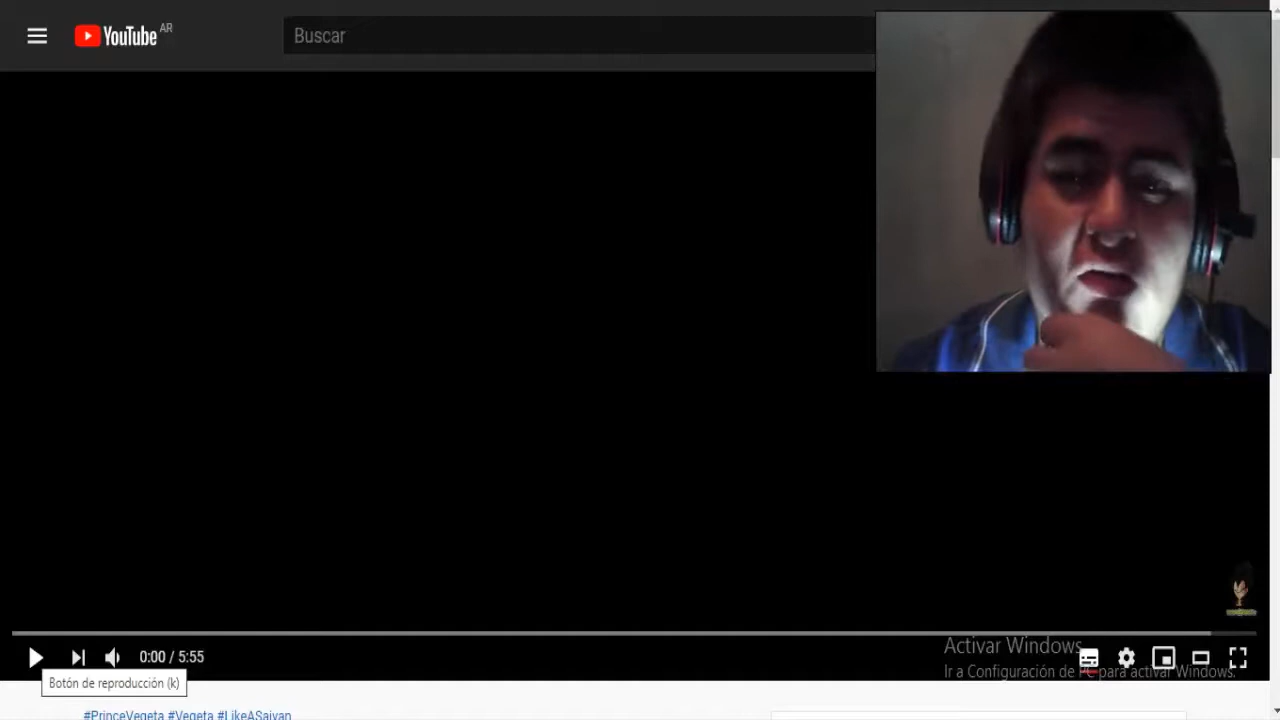 YouTube AR
Buscar
0:00 / 5:55
Activar Windows
Ir a Configuración de PC para activar Windows.
Botón de reproducción (k)
#PrinceVegeta #Vegeta #LikeASaiyan